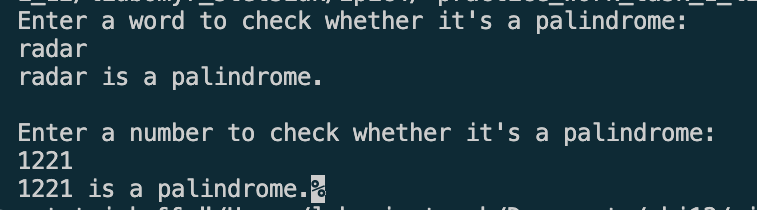 Enter a word to check whether it's a palindrome:
radar
radar is a palindrome.
Enter a number to check whether it's a palindrome:
1221
1221 is a palindrome.%